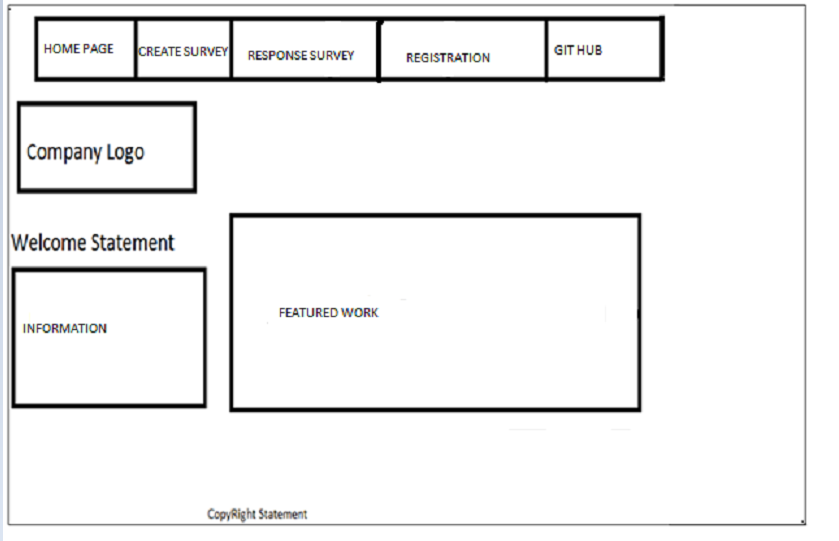 HOME PAGE
CREATE SURVEY
RESPONSE SURVEY
REGISTRATION
GIT HUB
Company Logo
Welcome Statement
INFORMATION
FEATURED WORK
CopyRight Statement